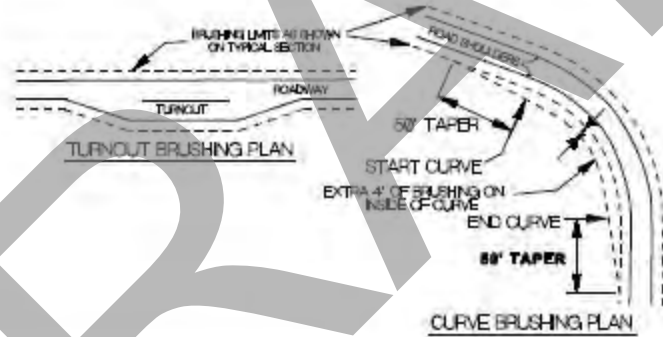 BRUSHING LIMITS AS SHOWN
ON TYPICAL SECTION
ROAD SHOULDERS
ROADWAY
TURNOUT
TURNOUT BRUSHING PLAN
50' TAPER
START CURVE
EXTRA 4' OF BRUSHING ON
INSIDE OF CURVE
END CURVE
50' TAPER
CURVE BRUSHING PLAN